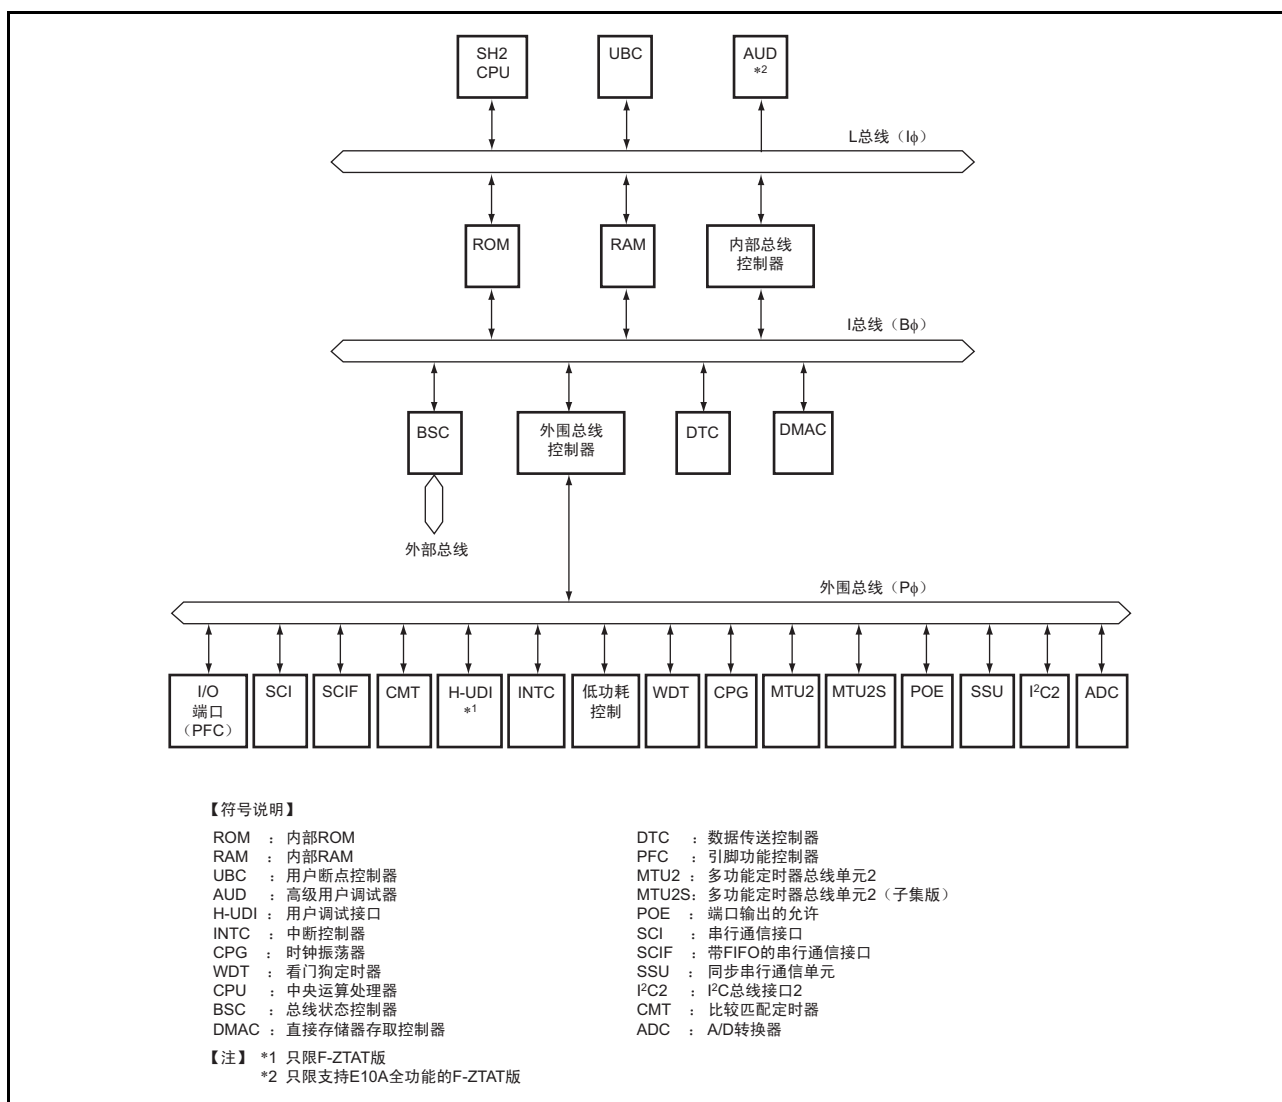 SH2
CPU
UBC
AUD
*2
L总线（Iϕ）
ROM
RAM
内部总线
控制器
I总线（Bϕ）
BSC
外围总线
控制器
DTC
DMAC
外部总线
外围总线（Pϕ）
I/O
端口
（PFC）
SCI
SCIF
CMT
H-UDI
*1
INTC
低功耗
控制
WDT
CPG
MTU2
MTU2S
POE
SSU
I²C2
ADC
【符号说明】
ROM ：内部ROM
RAM ：内部RAM
UBC ：用户断点控制器
AUD ：高级用户调试器
H-UDI ：用户调试接口
INTC ：中断控制器
CPG ：时钟振荡器
WDT ：看门狗定时器
CPU ：中央运算处理器
BSC ：总线状态控制器
DMAC ：直接存储器存取控制器
DTC ：数据传送控制器
PFC ：引脚功能控制器
MTU2 ：多功能定时器总线单元2
MTU2S：多功能定时器总线单元2（子集版）
POE ：端口输出的允许
SCI ：串行通信接口
SCIF ：带FIFO的串行通信接口
SSU ：同步串行通信单元
I²C2 ：I²C总线接口2
CMT ：比较匹配定时器
ADC ：A/D转换器
【注】 *1 只限F-ZTAT版
*2 只限支持E10A全功能的F-ZTAT版